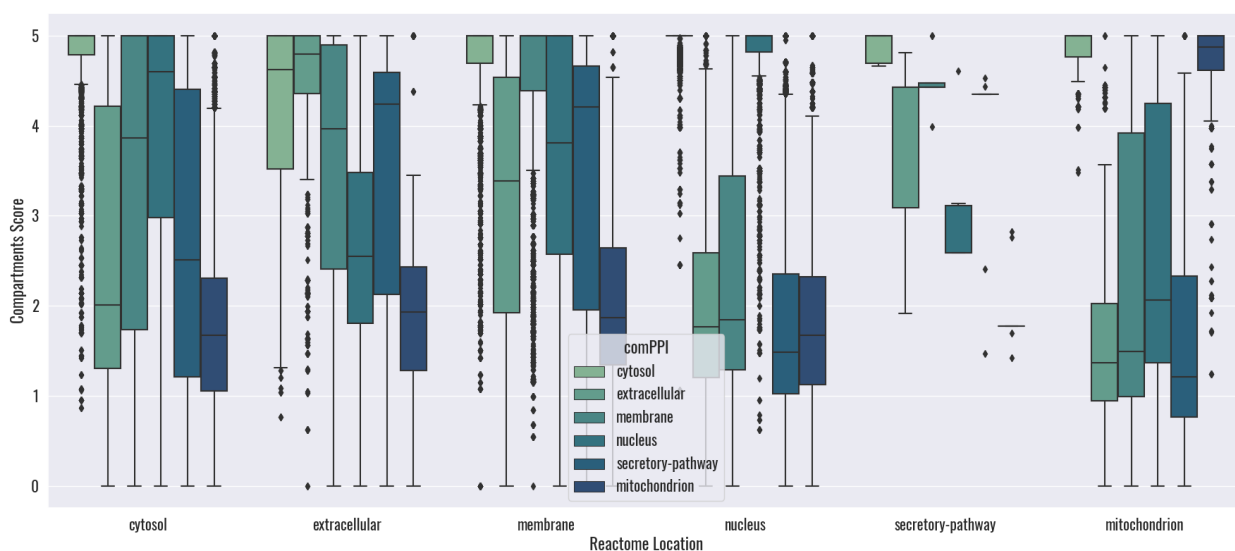 Compartments Score
5
4
3
2
1
0
comPPI
cytosol
extracellular
membrane
nucleus
secretory-pathway
mitochondrion
cytosol
extracellular
membrane
nucleus
secretory-pathway
mitochondrion
Reactome Location